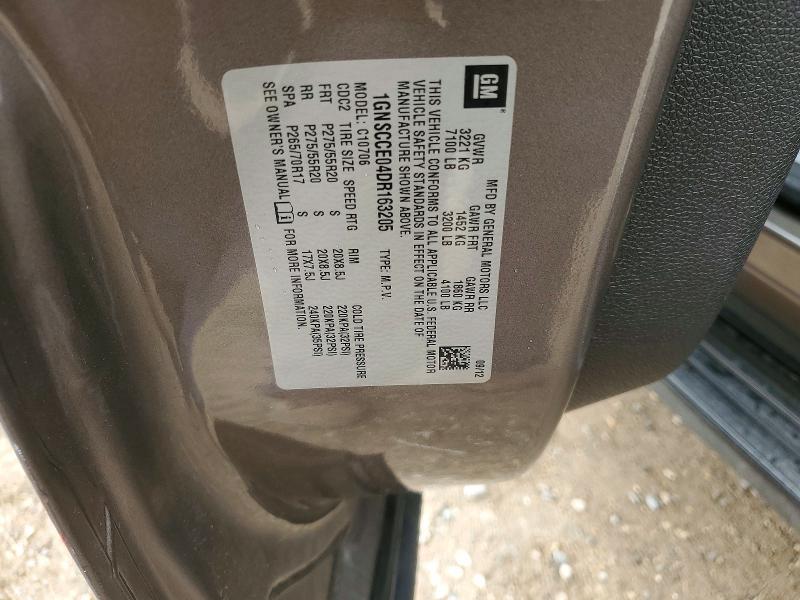 GM
MFD BY GENERAL MOTORS LLC 09/12
GVWR GAWR FRT GAWR RR
3221 KG 1452 KG 1860 KG
7100 LB 3200 LB 4100 LB
THIS VEHICLE CONFORMS TO ALL APPLICABLE U.S. FEDERAL MOTOR
VEHICLE SAFETY STANDARDS IN EFFECT ON THE DATE OF
MANUFACTURE SHOWN ABOVE.
1GNSCCE04DR163205 TYPE: M.P.V.
MODEL: C10706
CDC2 TIRE SIZE SPEED RTG RIM COLD TIRE PRESSURE
FRT P275/55R20 S 20X8.5J 220KPA(32PSI)
RR P275/55R20 S 20X8.5J 220KPA(32PSI)
SPA P265/70R17 S 17X7.5J 240KPA(35PSI)
SEE OWNER'S MANUAL FOR MORE INFORMATION.